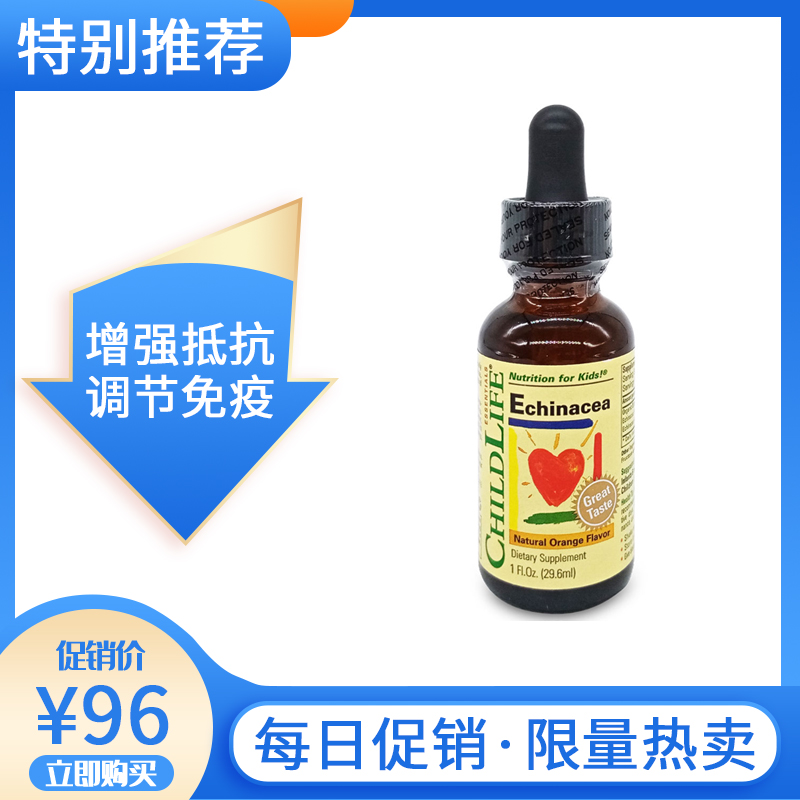 特别推荐
增强抵抗
调节免疫
ESSENTIALS
CHILDLIFE®
Nutrition for Kids!®
Echinacea
Great
Taste
Natural Orange Flavor
Dietary Supplement
1 Fl.Oz. (29.6ml)
促销价
¥96
立即购买
每日促销·限量热卖